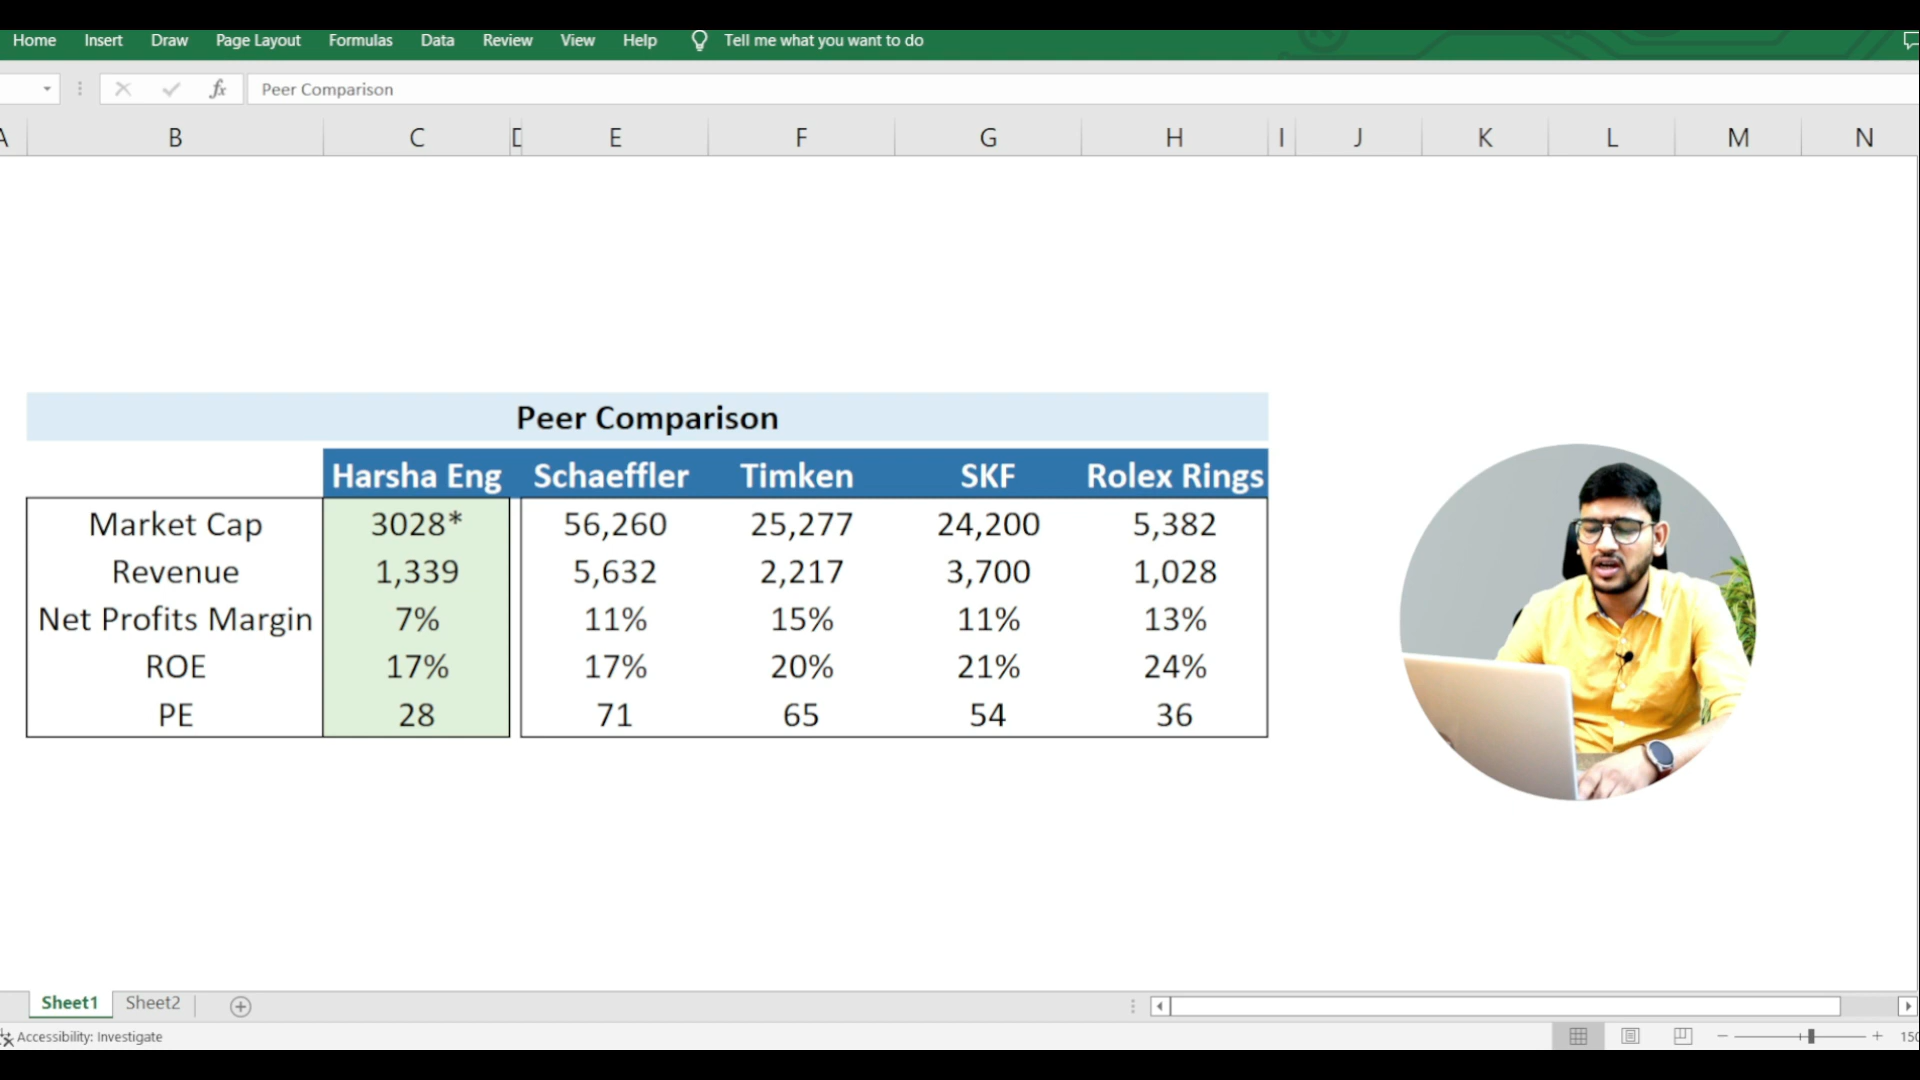 Home Insert Draw Page Layout Formulas Data Review View Help Tell me what you want to do
fx Peer Comparison
A B C D E F G H I J K L M N
Peer Comparison
Harsha Eng Schaeffler Timken SKF Rolex Rings
Market Cap 3028* 56,260 25,277 24,200 5,382
Revenue 1,339 5,632 2,217 3,700 1,028
Net Profits Margin 7% 11% 15% 11% 13%
ROE 17% 17% 20% 21% 24%
PE 28 71 65 54 36
Sheet1 Sheet2
Accessibility: Investigate